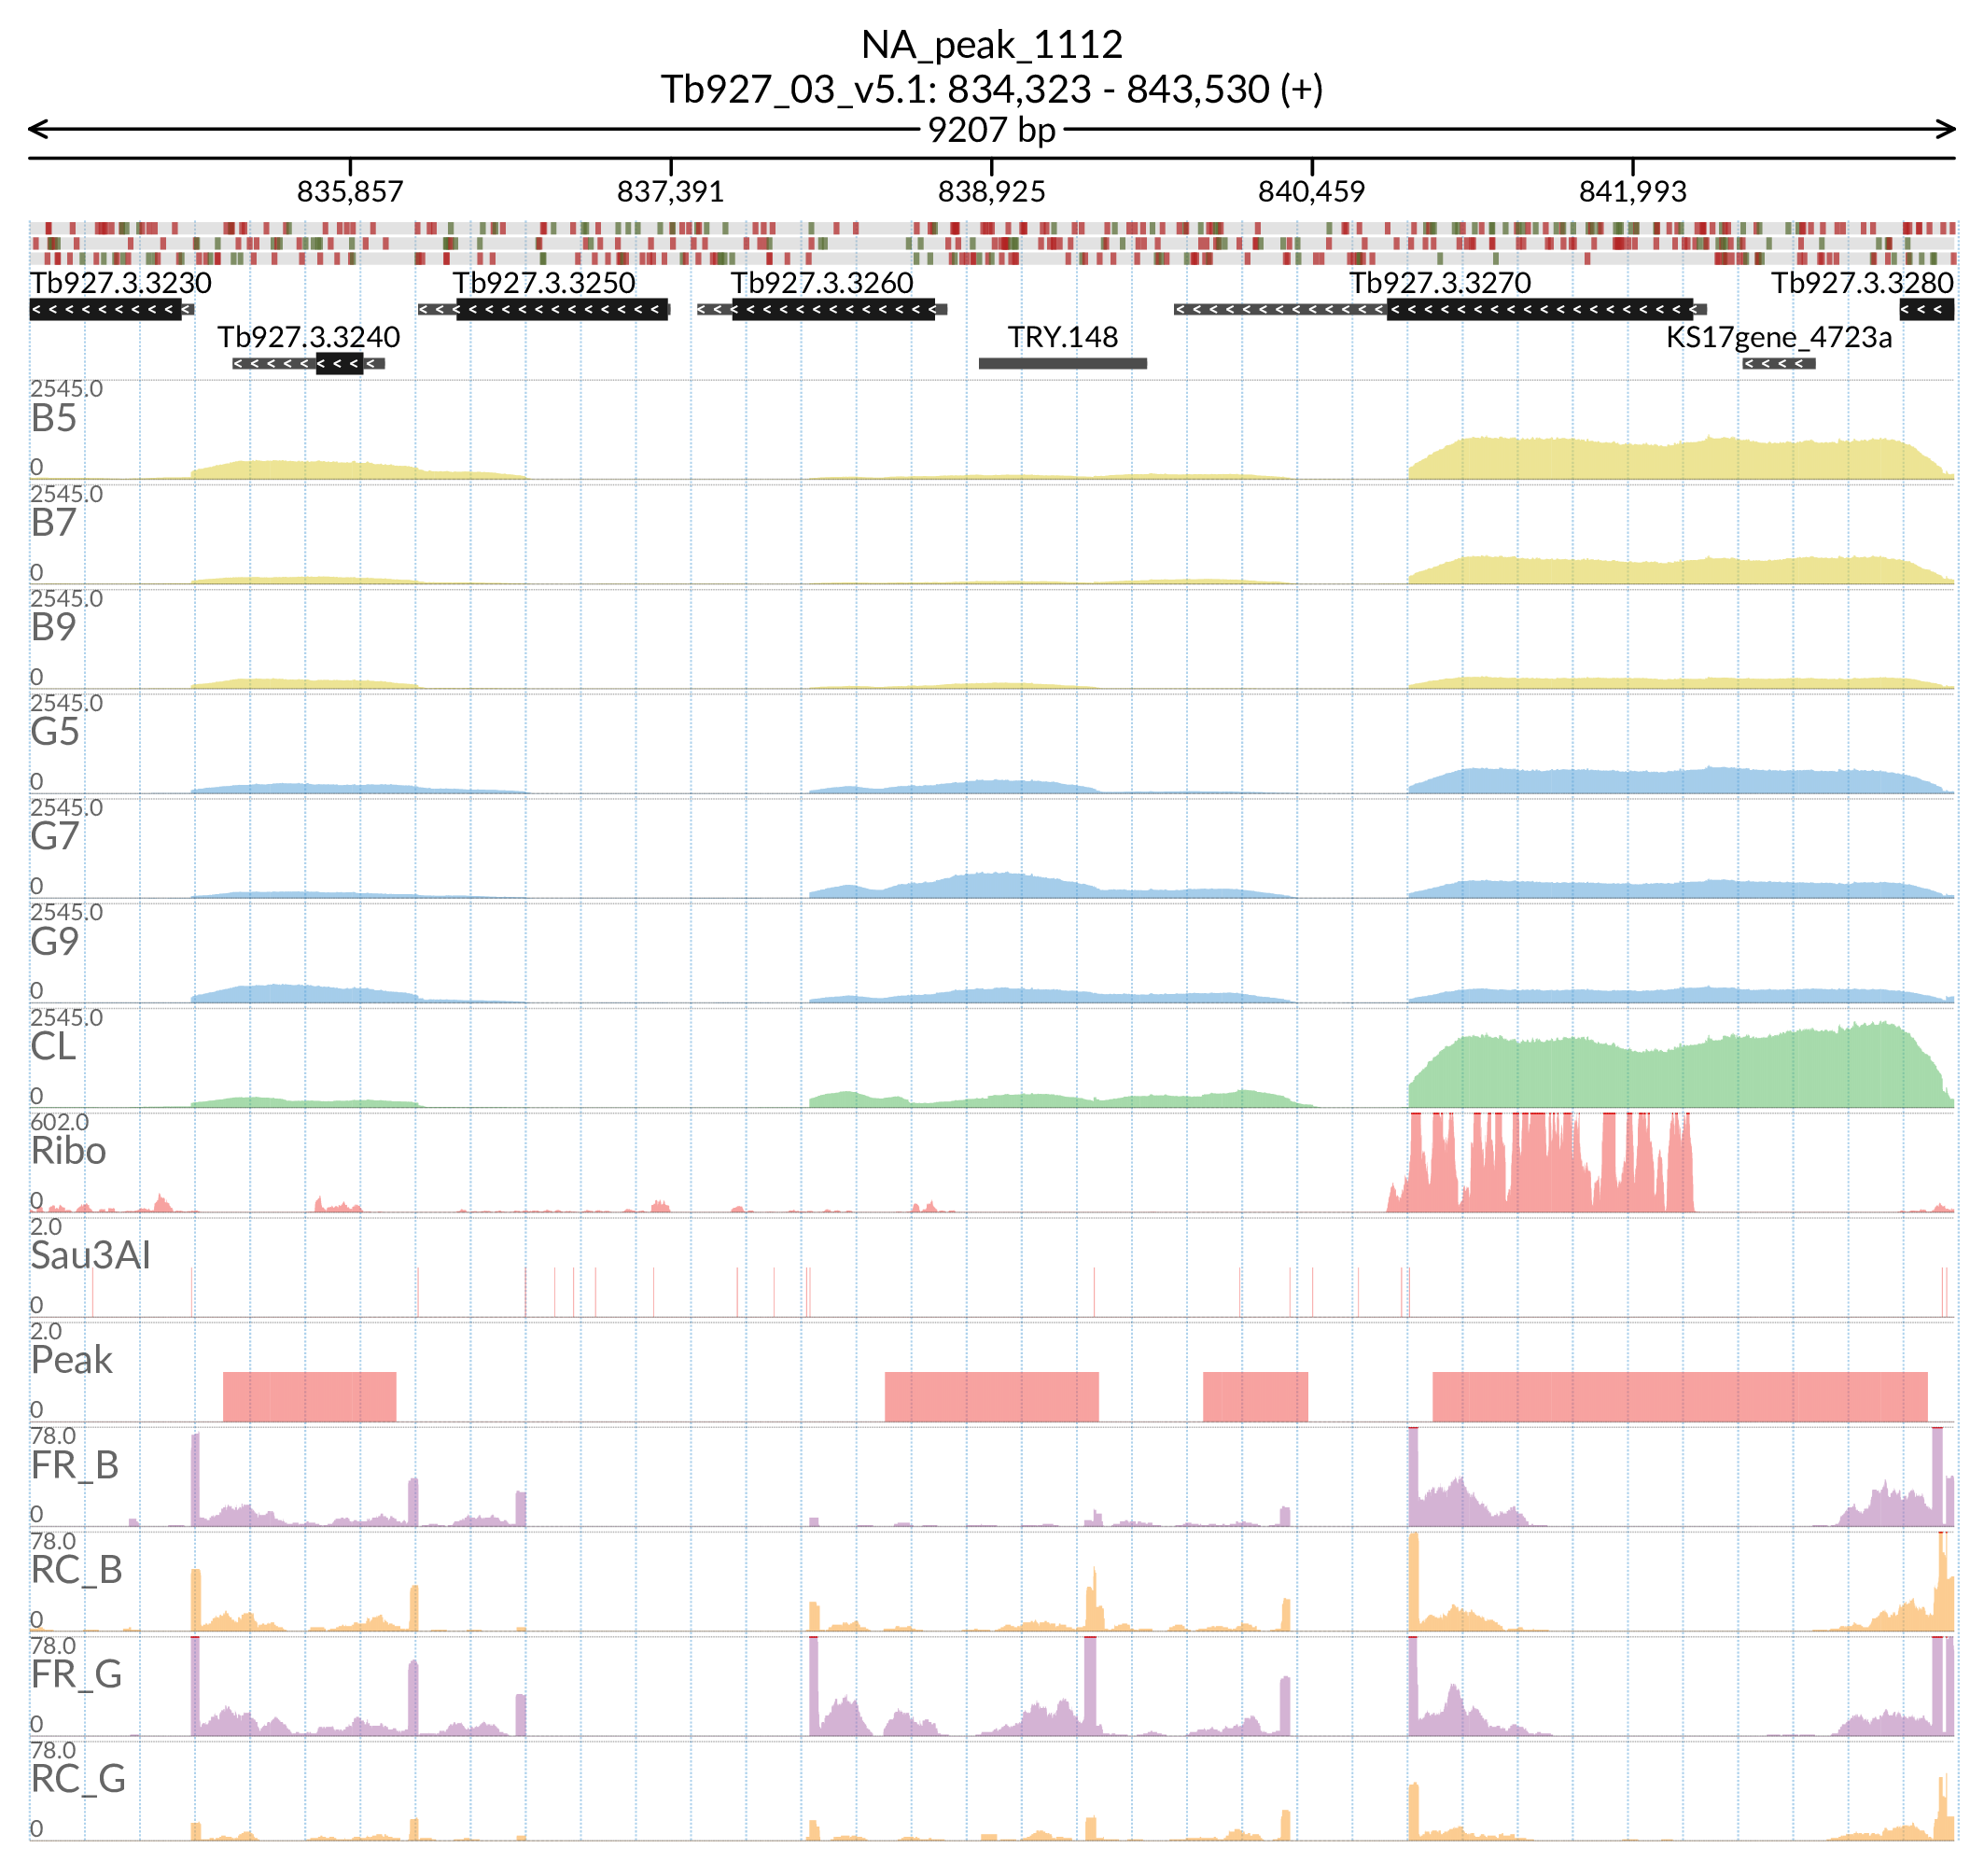 NA_peak_1112
Tb927_03_v5.1: 834,323 - 843,530 (+)
9207 bp
835,857 837,391 838,925 840,459 841,993
Tb927.3.3230 Tb927.3.3250 Tb927.3.3260 Tb927.3.3270 Tb927.3.3280
Tb927.3.3240 TRY.148 KS17gene_4723a
2545.0
B5
0
2545.0
B7
0
2545.0
B9
0
2545.0
G5
0
2545.0
G7
0
2545.0
G9
0
2545.0
CL
0
602.0
Ribo
0
2.0
Sau3AI
0
2.0
Peak
0
78.0
FR_B
0
78.0
RC_B
0
78.0
FR_G
0
78.0
RC_G
0